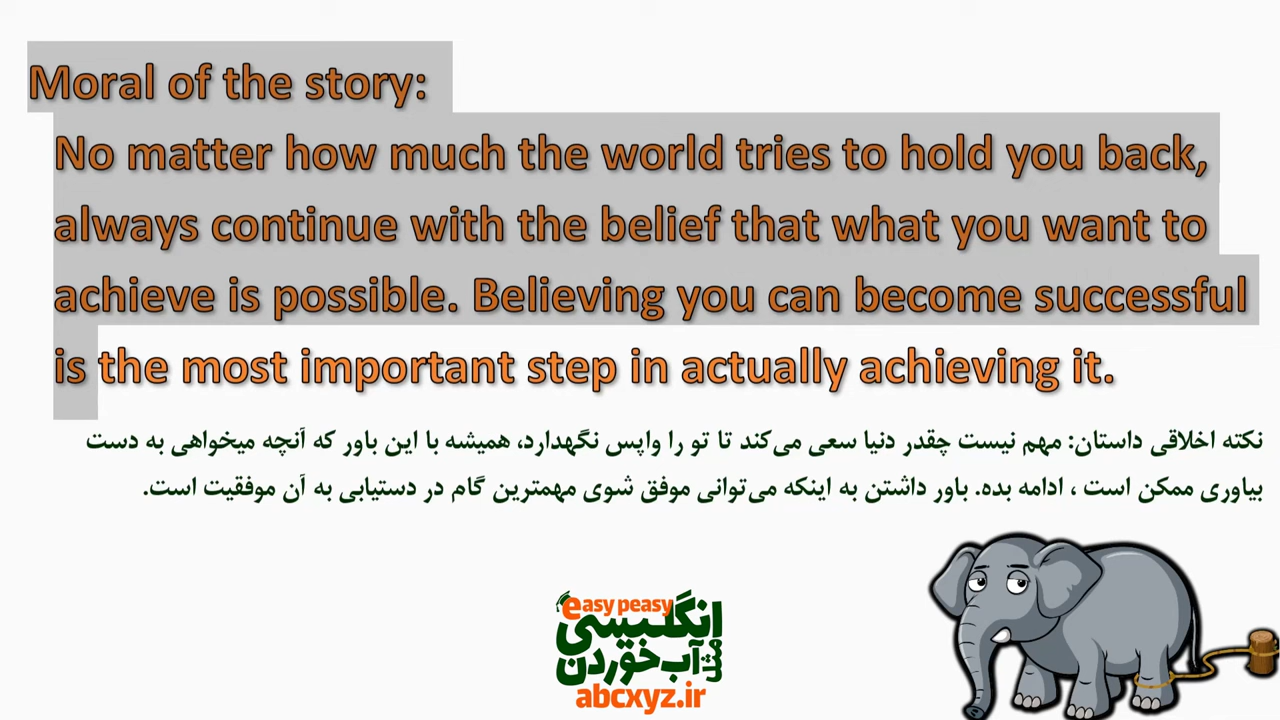 Moral of the story:
No matter how much the world tries to hold you back,
always continue with the belief that what you want to
achieve is possible. Believing you can become successful
is the most important step in actually achieving it.
نکته اخلاقی داستان: مهم نیست چقدر دنیا سعی می‌کند تا تو را واپس نگهدارد، همیشه با این باور که آنچه میخواهی به دست
بیاوری ممکن است ، ادامه بده. باور داشتن به اینکه می‌توانی موفق شوی مهمترین گام در دستیابی به آن موفقیت است.
easy peasy
انگلیسی
مثل آب خوردن
abcxyz.ir